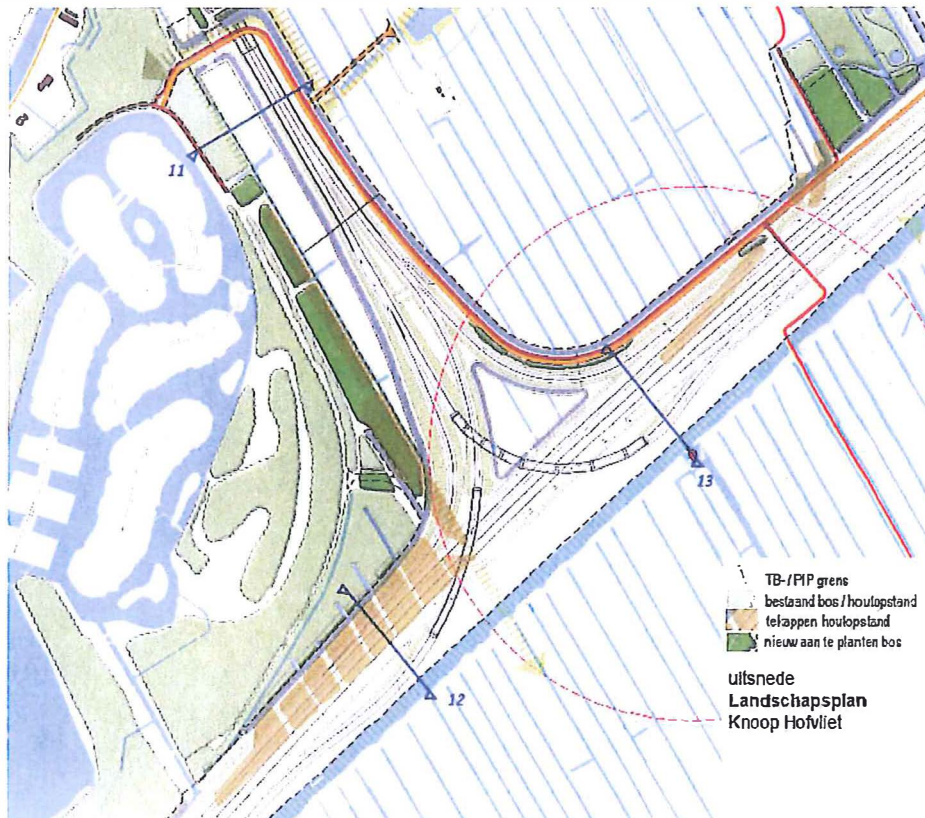 11
13
12
TB-/PIP grens
bestaand bos / houtopstand
te kappen houtopstand
nieuw aan te planten bos
uitsnede
Landschapsplan
Knoop Hofvliet